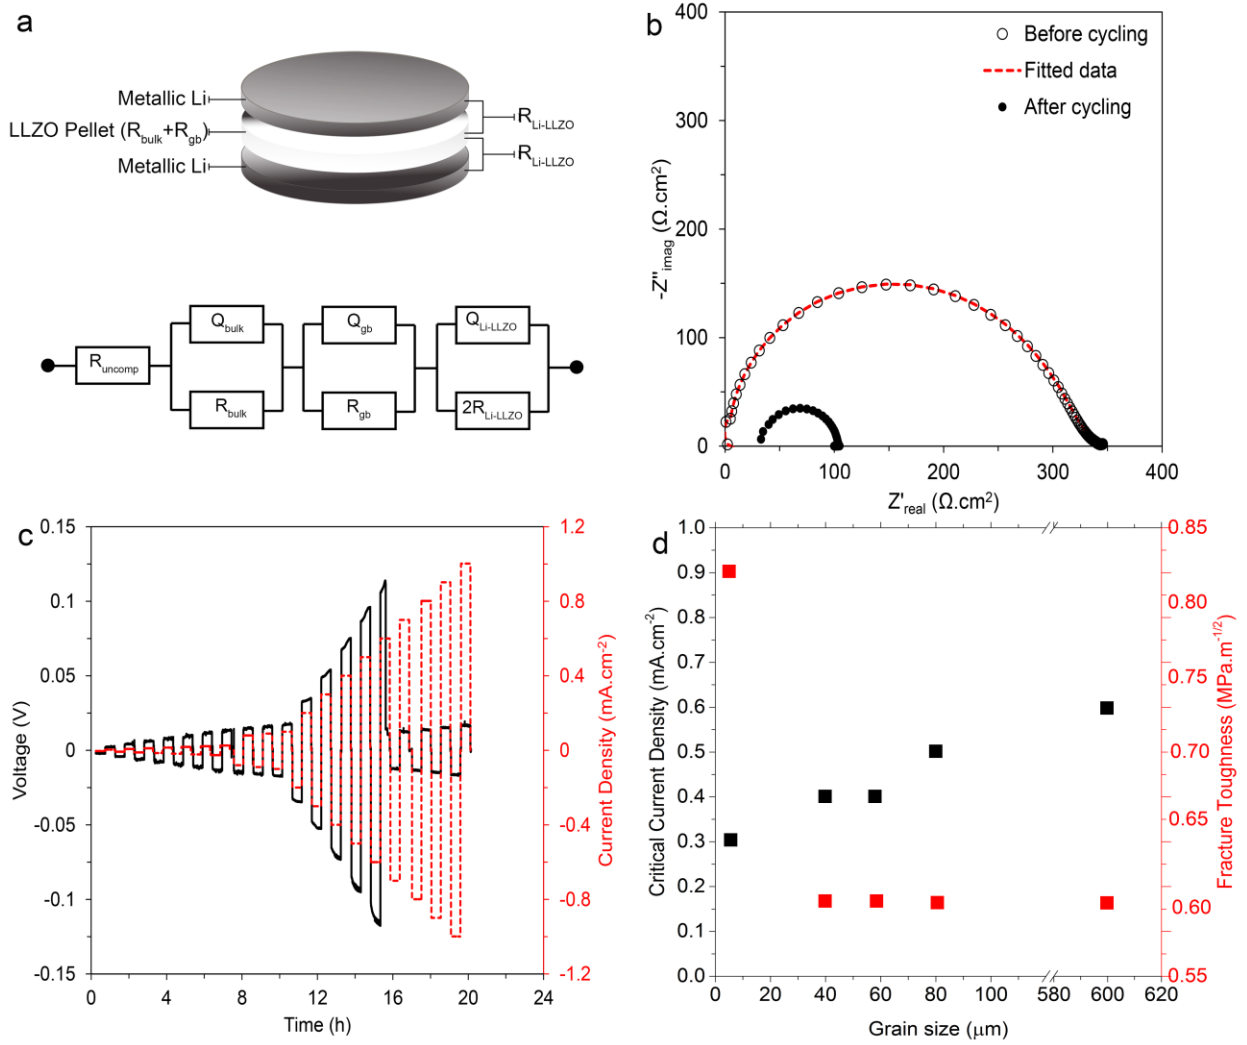 a
Metallic Li
LLZO Pellet (Rbulk+Rgb)
Metallic Li
RLi-LLZO
RLi-LLZO
Runcomp
Qbulk
Rbulk
Qgb
Rgb
QLi-LLZO
2RLi-LLZO
b
Before cycling
Fitted data
After cycling
400
300
200
100
0
-Z''imag (Ω.cm2)
0 100 200 300 400
Z'real (Ω.cm2)
c
0.15
0.1
0.05
0
-0.05
-0.1
-0.15
Voltage (V)
1.2
0.8
0.4
0
-0.4
-0.8
-1.2
Current Density (mA.cm-2)
0 4 8 12 16 20 24
Time (h)
d
1.0
0.9
0.8
0.7
0.6
0.5
0.4
0.3
0.2
0.1
0.0
Critical Current Density (mA.cm-2)
0.85
0.80
0.75
0.70
0.65
0.60
0.55
Fracture Toughness (MPa.m-1/2)
0 20 40 60 80 100 580 600 620
Grain size (μm)